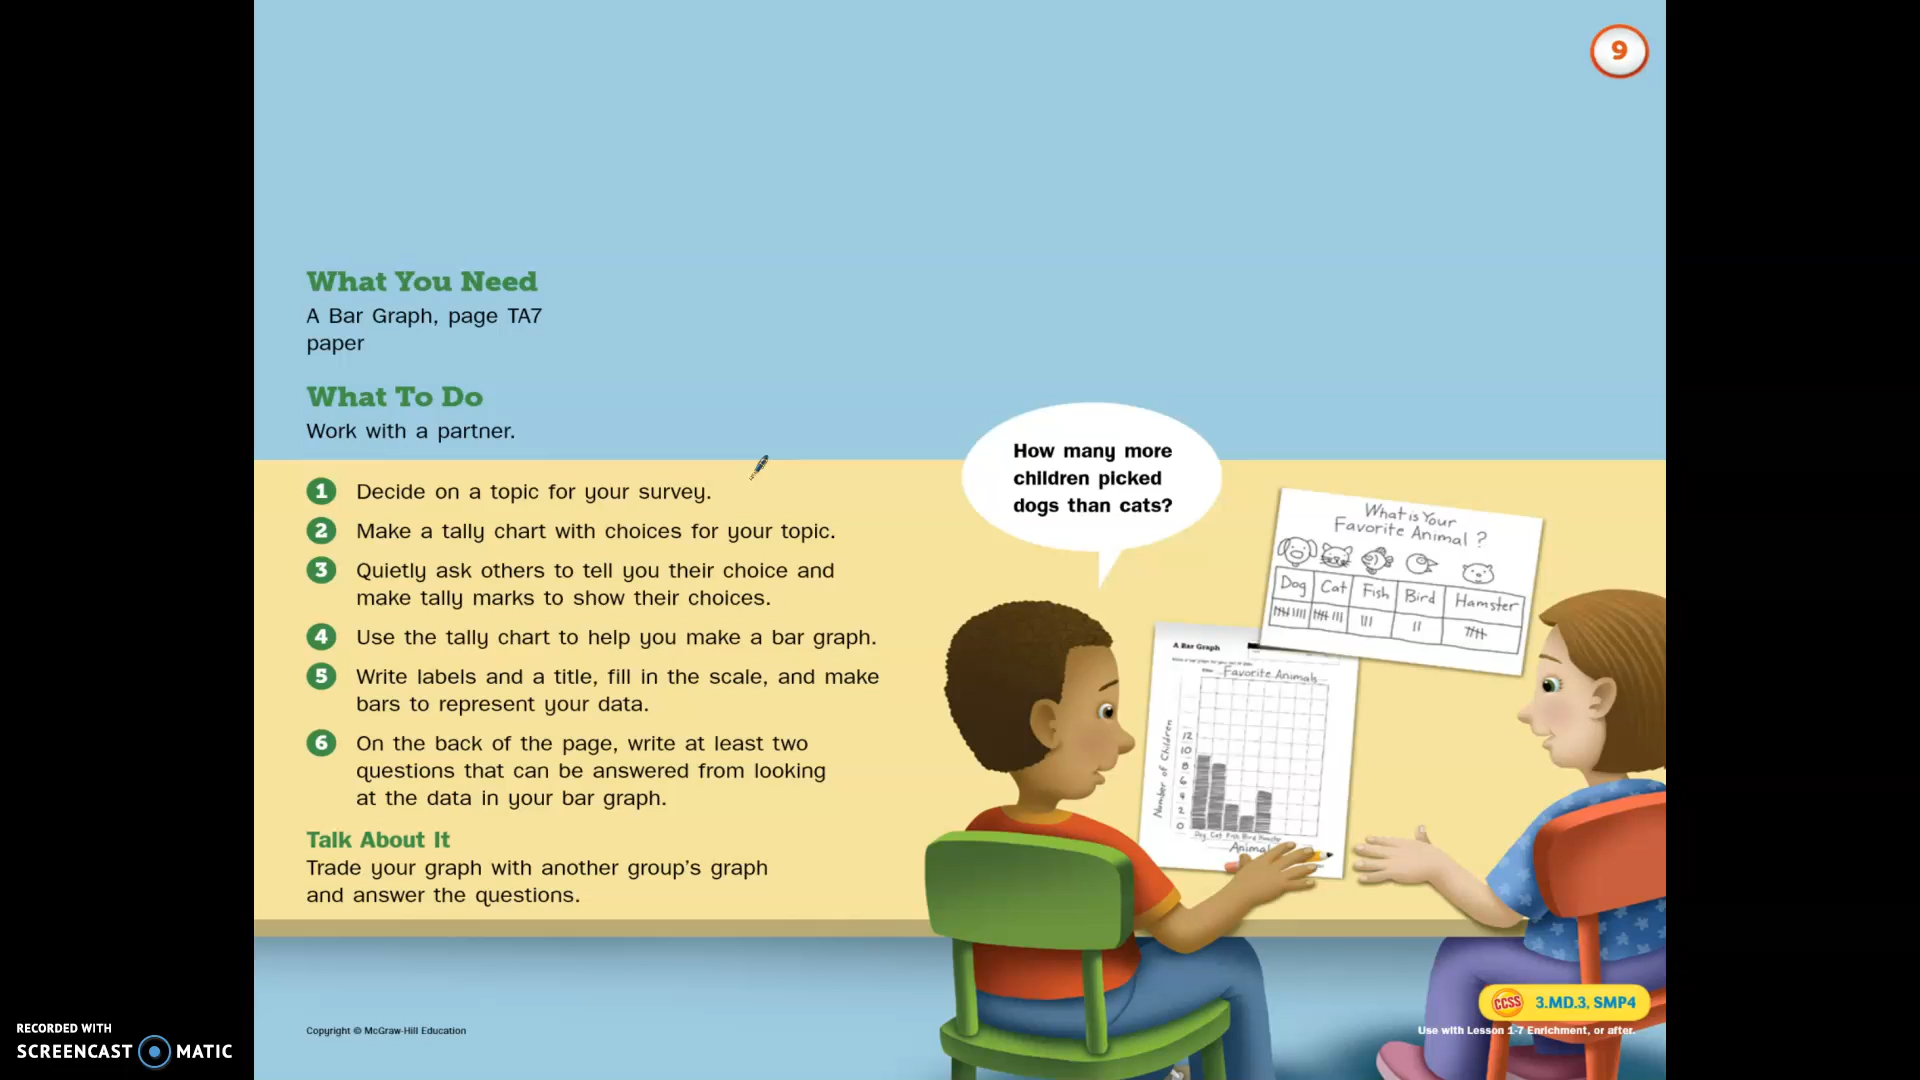 9
What You Need
A Bar Graph, page TA7
paper
What To Do
Work with a partner.
1 Decide on a topic for your survey.
2 Make a tally chart with choices for your topic.
3 Quietly ask others to tell you their choice and
make tally marks to show their choices.
4 Use the tally chart to help you make a bar graph.
5 Write labels and a title, fill in the scale, and make
bars to represent your data.
6 On the back of the page, write at least two
questions that can be answered from looking
at the data in your bar graph.
Talk About It
Trade your graph with another group's graph
and answer the questions.
How many more
children picked
dogs than cats?
What is Your
Favorite Animal ?
Dog Cat Fish Bird Hamster
A Bar Graph
Favorite Animals
Number of Children
12
10
8
6
4
2
0
Dog Cat Fish Bird Hamster
Animal
CCSS 3.MD.3, SMP4
Use with Lesson 1-7 Enrichment, or after.
Copyright © McGraw-Hill Education
RECORDED WITH
SCREENCAST MATIC